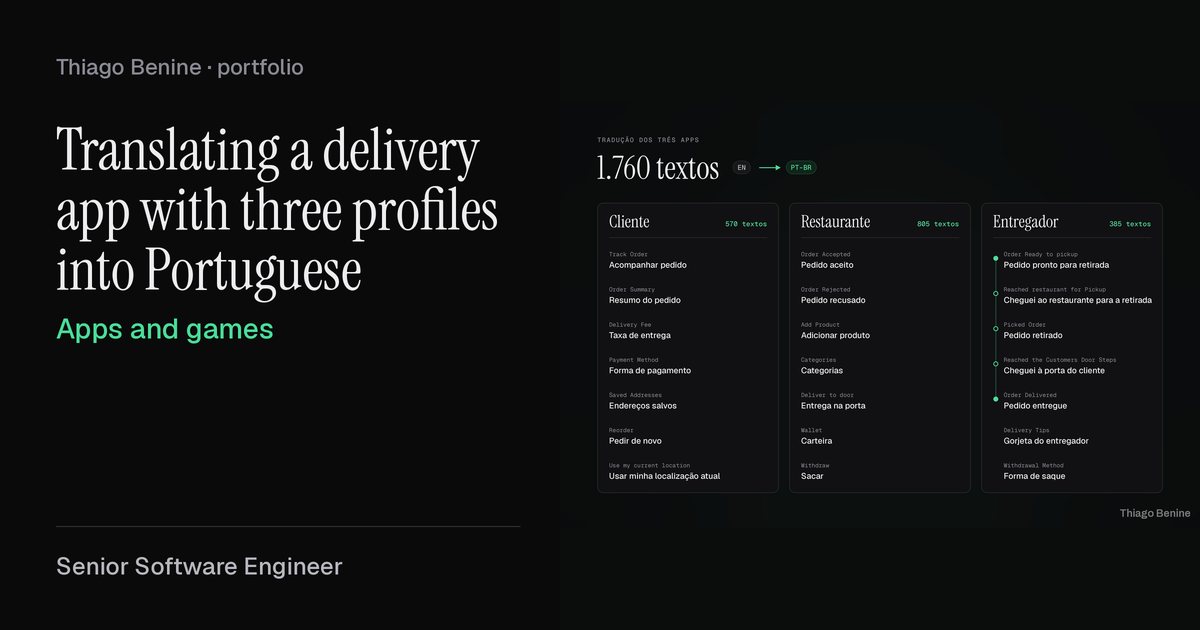 Thiago Benine · portfolio
Translating a delivery
app with three profiles
into Portuguese
Apps and games
Senior Software Engineer
TRADUÇÃO DOS TRÊS APPS
1.760 textos
EN
PT-BR
Cliente
570 textos
Track Order
Acompanhar pedido
Order Summary
Resumo do pedido
Delivery Fee
Taxa de entrega
Payment Method
Forma de pagamento
Saved Addresses
Endereços salvos
Reorder
Pedir de novo
Use my current location
Usar minha localização atual
Restaurante
805 textos
Order Accepted
Pedido aceito
Order Rejected
Pedido recusado
Add Product
Adicionar produto
Categories
Categorias
Deliver to door
Entrega na porta
Wallet
Carteira
Withdraw
Sacar
Entregador
385 textos
Order Ready to pickup
Pedido pronto para retirada
Reached restaurant for Pickup
Cheguei ao restaurante para a retirada
Picked Order
Pedido retirado
Reached the Customers Door Steps
Cheguei à porta do cliente
Order Delivered
Pedido entregue
Delivery Tips
Gorjeta do entregador
Withdrawal Method
Forma de saque
Thiago Benine